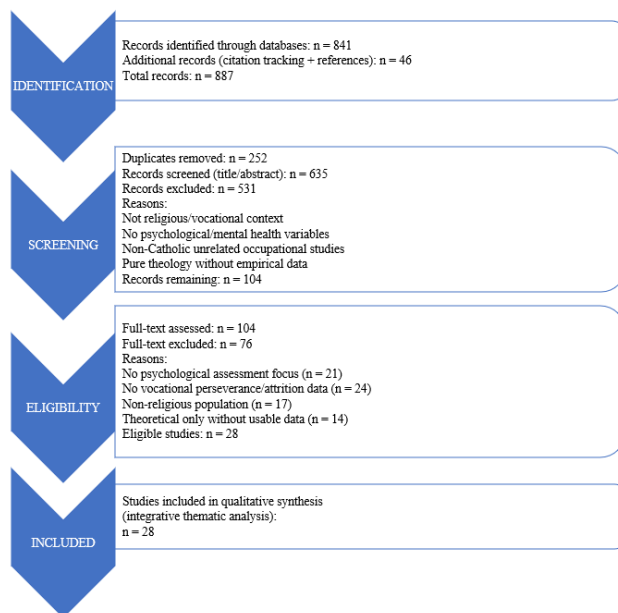 IDENTIFICATION
Records identified through databases: n = 841
Additional records (citation tracking + references): n = 46
Total records: n = 887
SCREENING
Duplicates removed: n = 252
Records screened (title/abstract): n = 635
Records excluded: n = 531
Reasons:
Not religious/vocational context
No psychological/mental health variables
Non-Catholic unrelated occupational studies
Pure theology without empirical data
Records remaining: n = 104
ELIGIBILITY
Full-text assessed: n = 104
Full-text excluded: n = 76
Reasons:
No psychological assessment focus (n = 21)
No vocational perseverance/attrition data (n = 24)
Non-religious population (n = 17)
Theoretical only without usable data (n = 14)
Eligible studies: n = 28
INCLUDED
Studies included in qualitative synthesis
(integrative thematic analysis):
n = 28